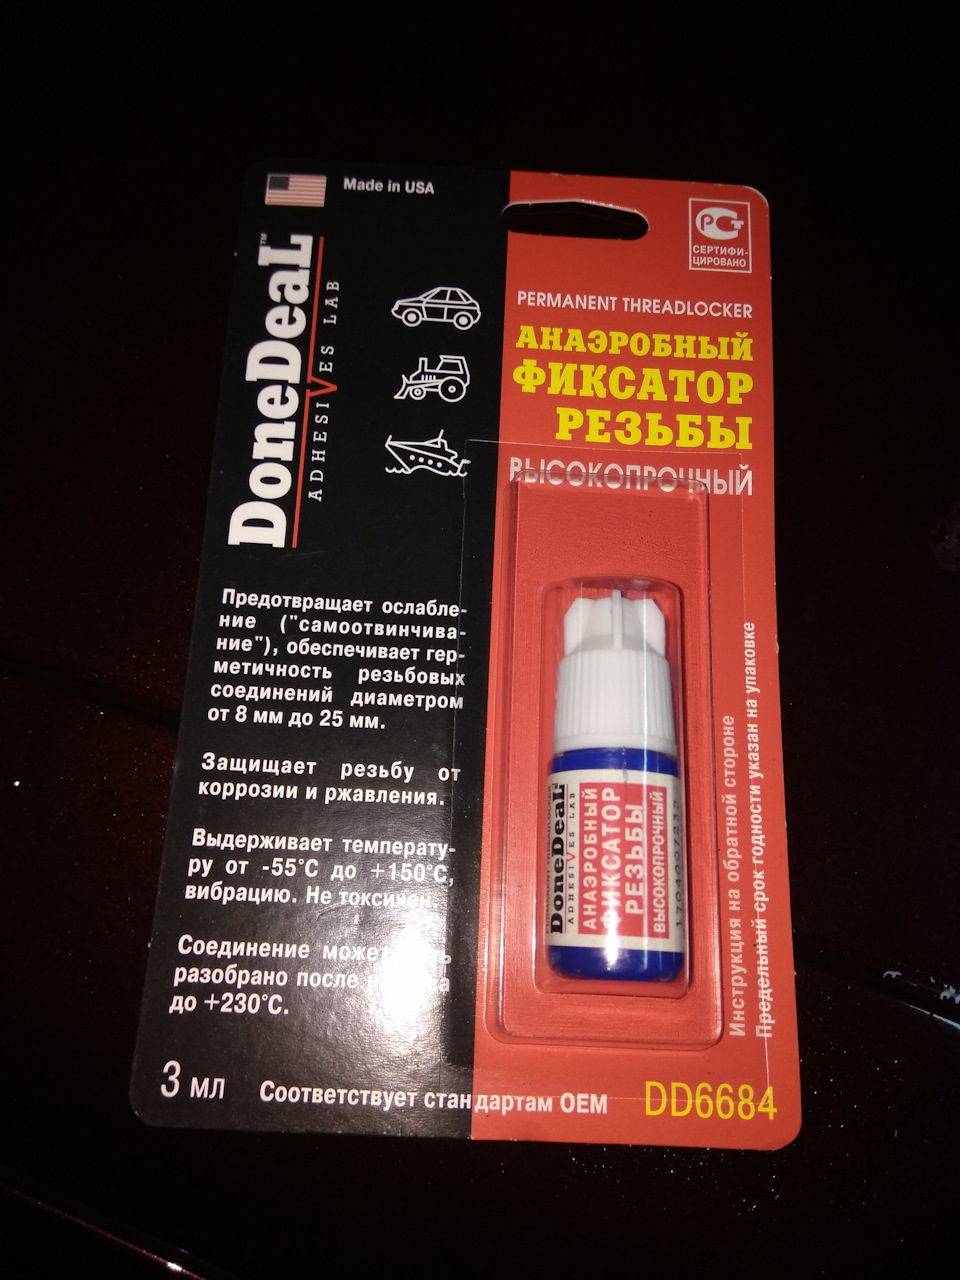 Made in USA
DoneDeaL™
ADHESIVES LAB
РСТ
СЕРТИФИ-
ЦИРОВАНО
PERMANENT THREADLOCKER
АНАЭРОБНЫЙ
ФИКСАТОР
РЕЗЬБЫ
ВЫСОКОПРОЧНЫЙ
Предотвращает ослабле-
ние ("самоотвинчива-
ние"), обеспечивает гер-
метичность резьбовых
соединений диаметром
от 8 мм до 25 мм.
Защищает резьбу от
коррозии и ржавления.
Выдерживает температу-
ру от -55°C до +150°C,
вибрацию. Не токсичен.
Соединение может
разобрано после
до +230°C.
DoneDeaL
ADHESIVES LAB
АНАЭРОБНЫЙ
ФИКСАТОР
РЕЗЬБЫ
ВЫСОКОПРОЧНЫЙ
Инструкция на обратной стороне
Предельный срок годности указан на упаковке
3 мл
Соответствует стандартам OEM
DD6684